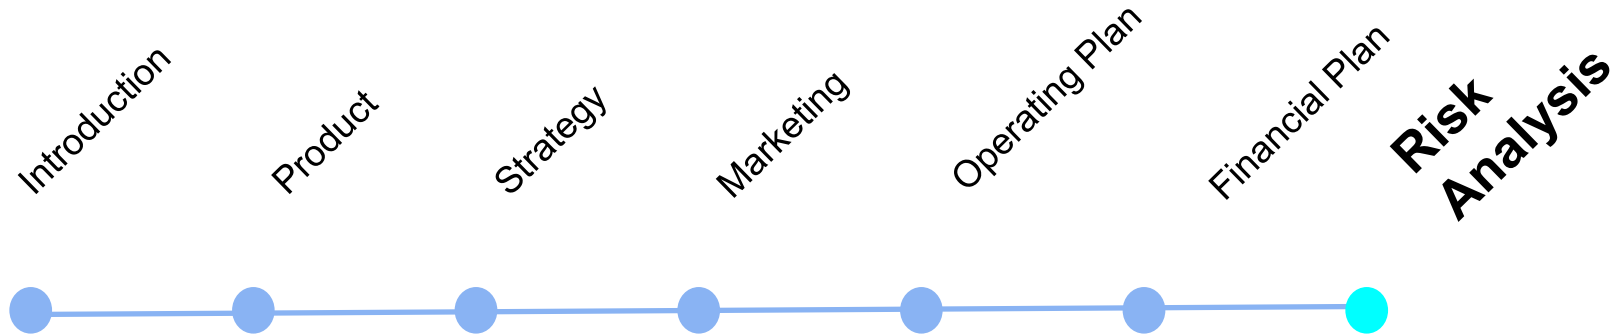 Introduction
Product
Strategy
Marketing
Operating Plan
Financial Plan
Risk
Analysis